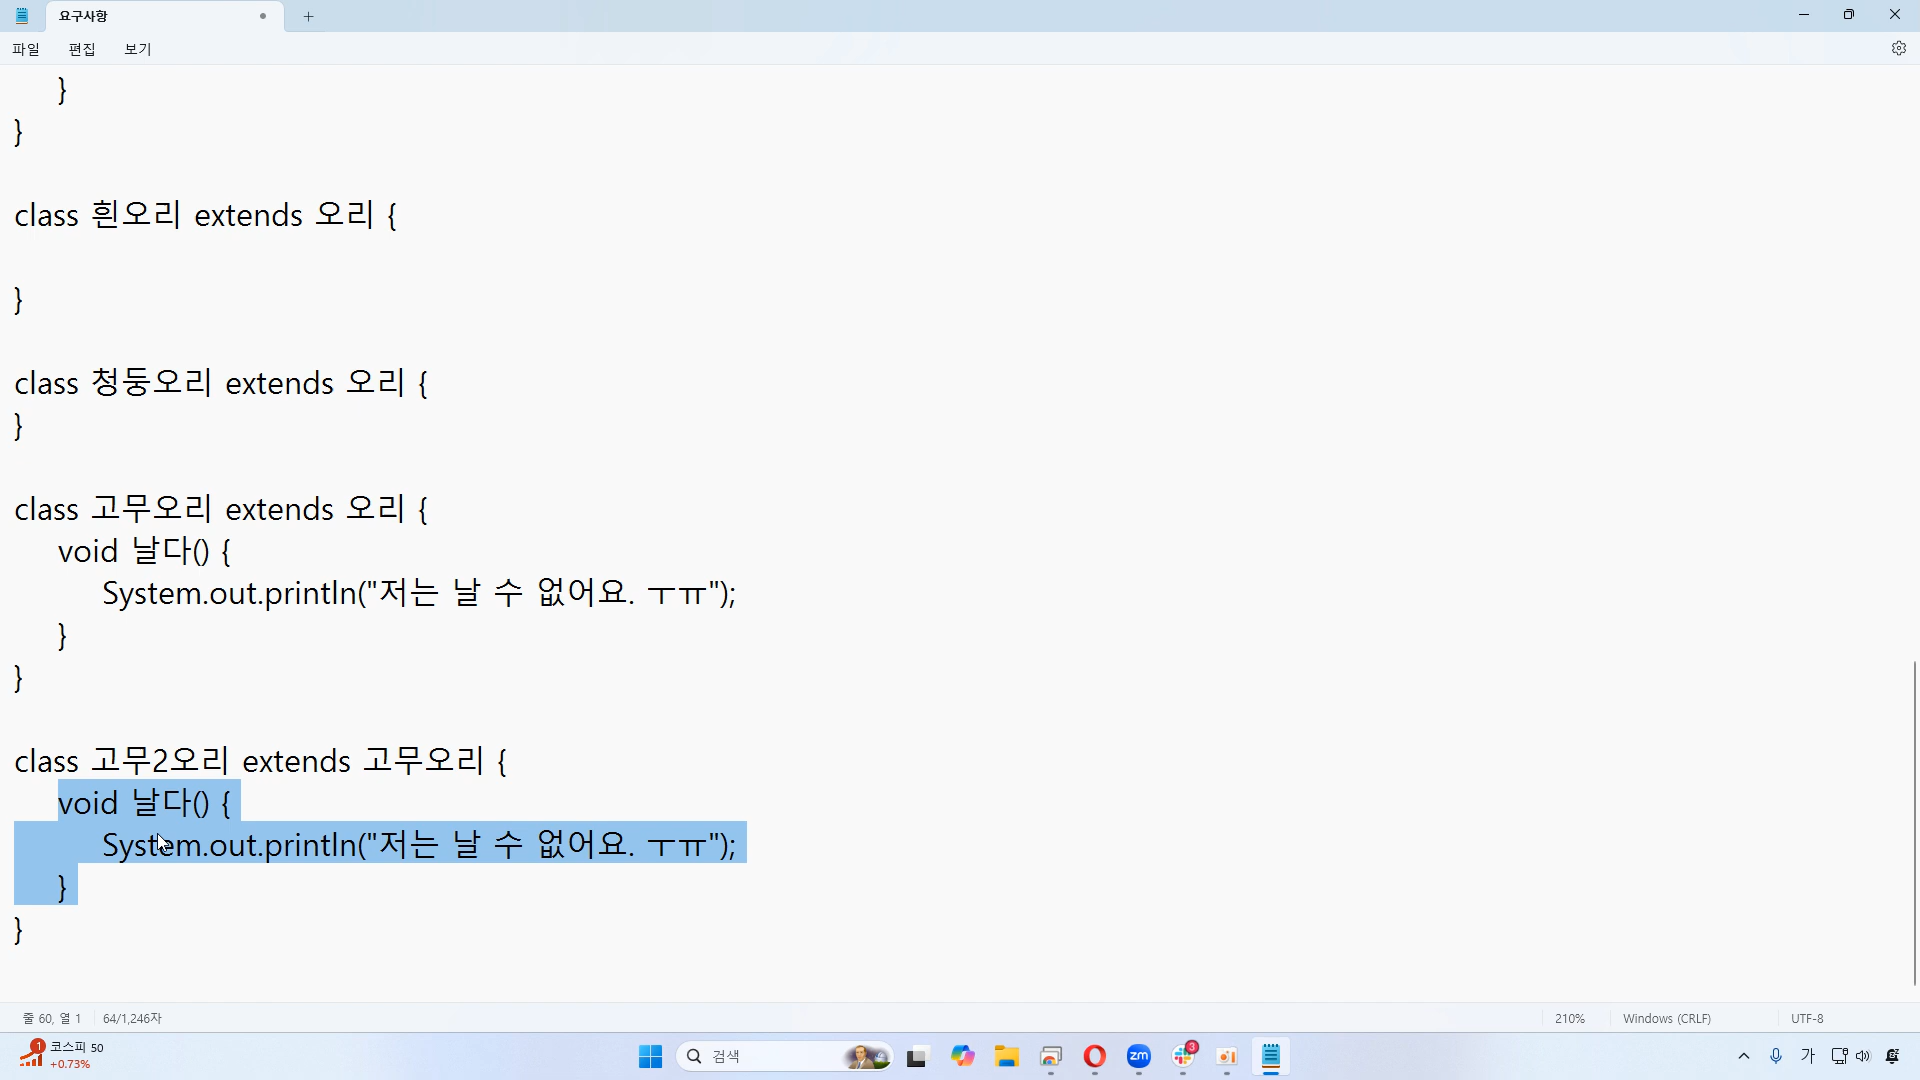 요구사항
파일 편집 보기
}
}
class 흰오리 extends 오리 {
}
class 청둥오리 extends 오리 {
}
class 고무오리 extends 오리 {
void 날다() {
System.out.println("저는 날 수 없어요. ㅜㅠ");
}
}
class 고무2오리 extends 고무오리 {
void 날다() {
System.out.println("저는 날 수 없어요. ㅜㅠ");
}
}
줄 60, 열 1 64/1,246자 210% Windows (CRLF) UTF-8
1 코스피 50
+0.73%
검색
zm
3
가